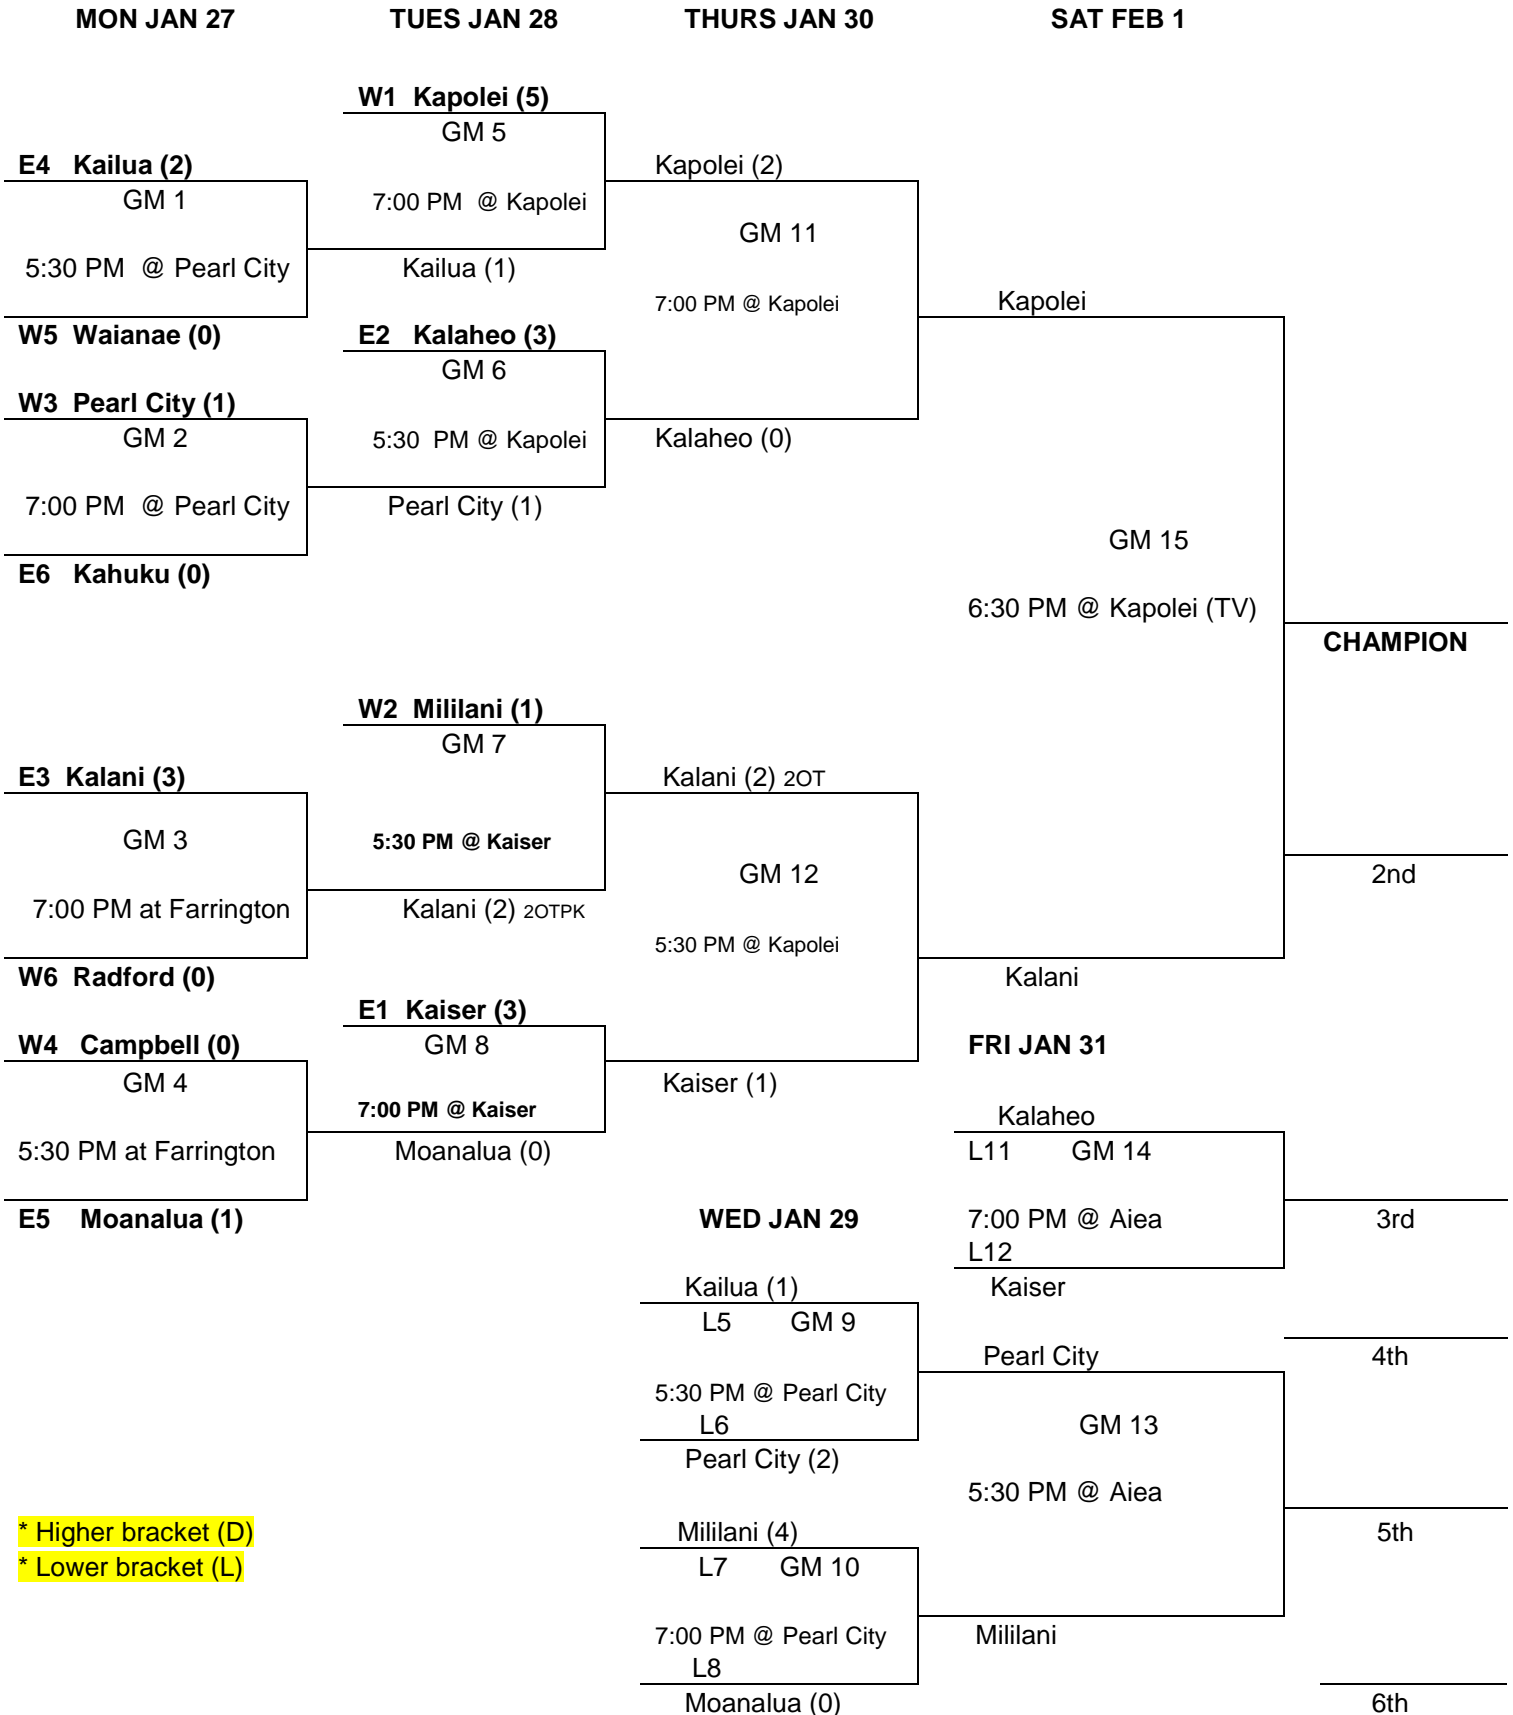 MON JAN 27 TUES JAN 28 THURS JAN 30 SAT FEB 1
W1 Kapolei (5)
GM 5
E4 Kailua (2) Kapolei (2)
GM 1 7:00 PM @ Kapolei
GM 11
5:30 PM @ Pearl City Kailua (1)
7:00 PM @ Kapolei Kapolei
W5 Waianae (0) E2 Kalaheo (3)
GM 6
W3 Pearl City (1)
GM 2 5:30 PM @ Kapolei Kalaheo (0)
7:00 PM @ Pearl City Pearl City (1)
GM 15
E6 Kahuku (0)
6:30 PM @ Kapolei (TV)
CHAMPION
W2 Mililani (1)
GM 7
E3 Kalani (3) Kalani (2) 2OT
GM 3 5:30 PM @ Kaiser
GM 12 2nd
7:00 PM at Farrington Kalani (2) 2OTPK
5:30 PM @ Kapolei
W6 Radford (0) Kalani
E1 Kaiser (3)
W4 Campbell (0) GM 8 FRI JAN 31
GM 4 Kaiser (1)
7:00 PM @ Kaiser Kalaheo
5:30 PM at Farrington Moanalua (0) L11 GM 14
E5 Moanalua (1) WED JAN 29 7:00 PM @ Aiea 3rd
L12
Kailua (1) Kaiser
L5 GM 9
Pearl City 4th
5:30 PM @ Pearl City
L6 GM 13
Pearl City (2)
5:30 PM @ Aiea
* Higher bracket (D) Mililani (4) 5th
* Lower bracket (L) L7 GM 10
7:00 PM @ Pearl City Mililani
L8
Moanalua (0) 6th